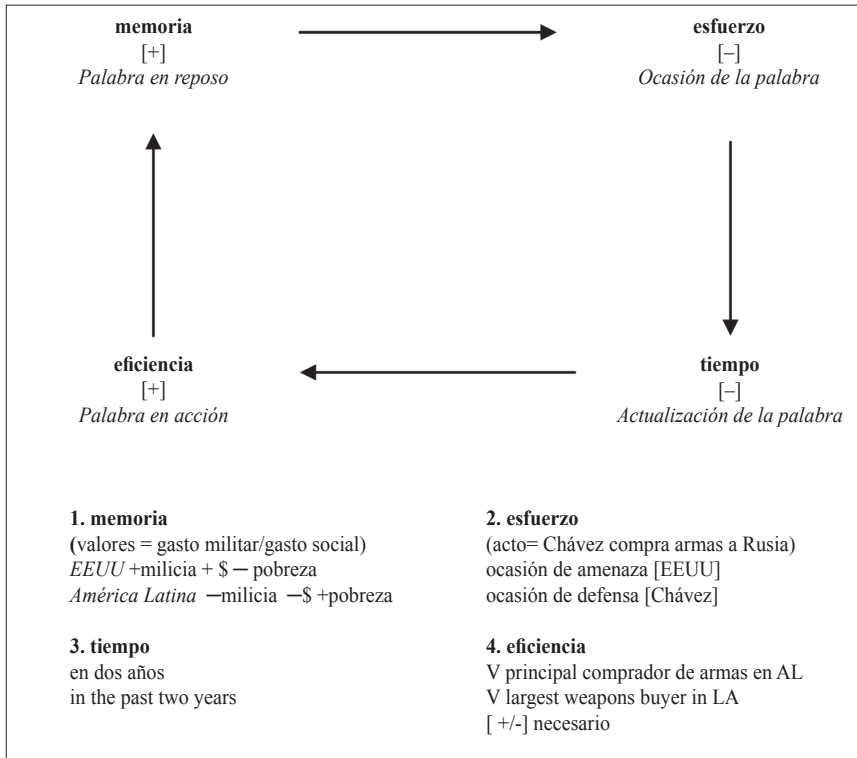 memoria
[+]
Palabra en reposo
esfuerzo
[–]
Ocasión de la palabra
eficiencia
[+]
Palabra en acción
tiempo
[–]
Actualización de la palabra
1. memoria
(valores = gasto militar/gasto social)
EEUU +milicia + $ — pobreza
América Latina —milicia —$ +pobreza
2. esfuerzo
(acto= Chávez compra armas a Rusia)
ocasión de amenaza [EEUU]
ocasión de defensa [Chávez]
3. tiempo
en dos años
in the past two years
4. eficiencia
V principal comprador de armas en AL
V largest weapons buyer in LA
[ +/-] necesario